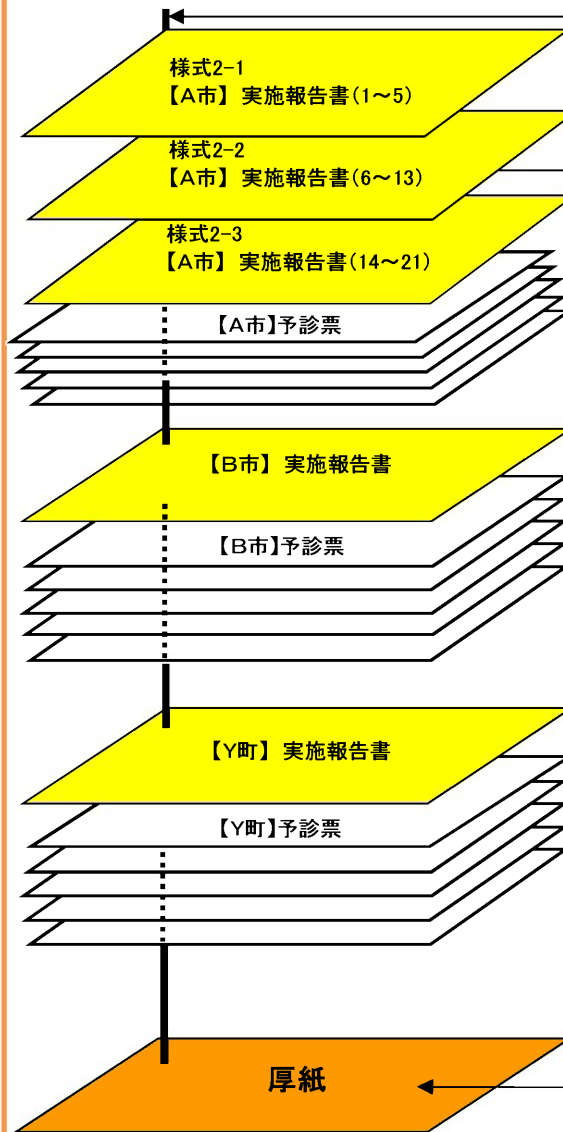 様式2-1
【A市】 実施報告書(1～5)
様式2-2
【A市】 実施報告書(6～13)
様式2-3
【A市】 実施報告書(14～21)
【A市】予診票
【B市】 実施報告書
【B市】予診票
【Y町】 実施報告書
【Y町】予診票
厚紙